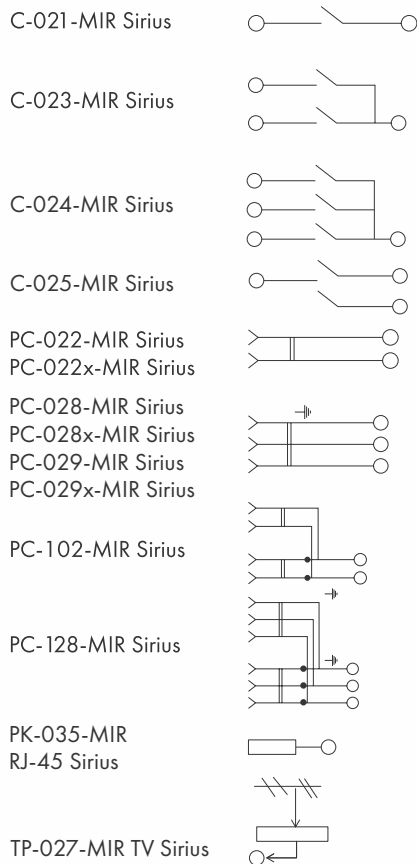 C-021-MIR Sirius
C-023-MIR Sirius
C-024-MIR Sirius
C-025-MIR Sirius
PC-022-MIR Sirius
PC-022x-MIR Sirius
PC-028-MIR Sirius
PC-028x-MIR Sirius
PC-029-MIR Sirius
PC-029x-MIR Sirius
PC-102-MIR Sirius
PC-128-MIR Sirius
PK-035-MIR
RJ-45 Sirius
TP-027-MIR TV Sirius